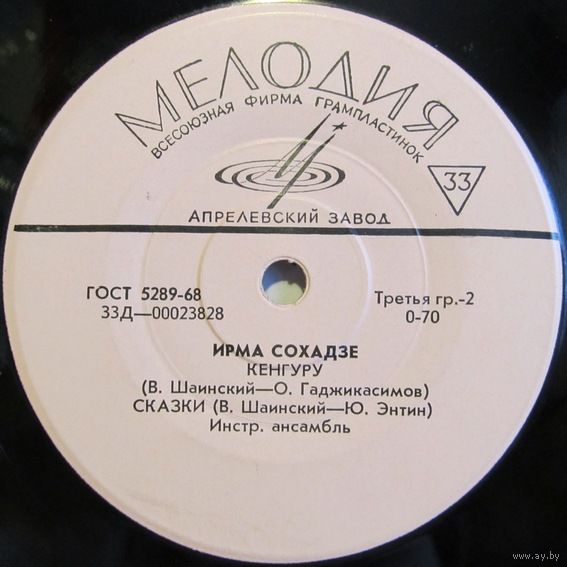 МЕЛОДИЯ
ВСЕСОЮЗНАЯ ФИРМА ГРАМПЛАСТИНОК
33
АПРЕЛЕВСКИЙ ЗАВОД
ГОСТ 5289-68
33Д—00023828
Третья гр.-2
0-70
ИРМА СОХАДЗЕ
КЕНГУРУ
(В. Шаинский—О. Гаджикасимов)
СКАЗКИ (В. Шаинский—Ю. Энтин)
Инстр. ансамбль
www.ay.by